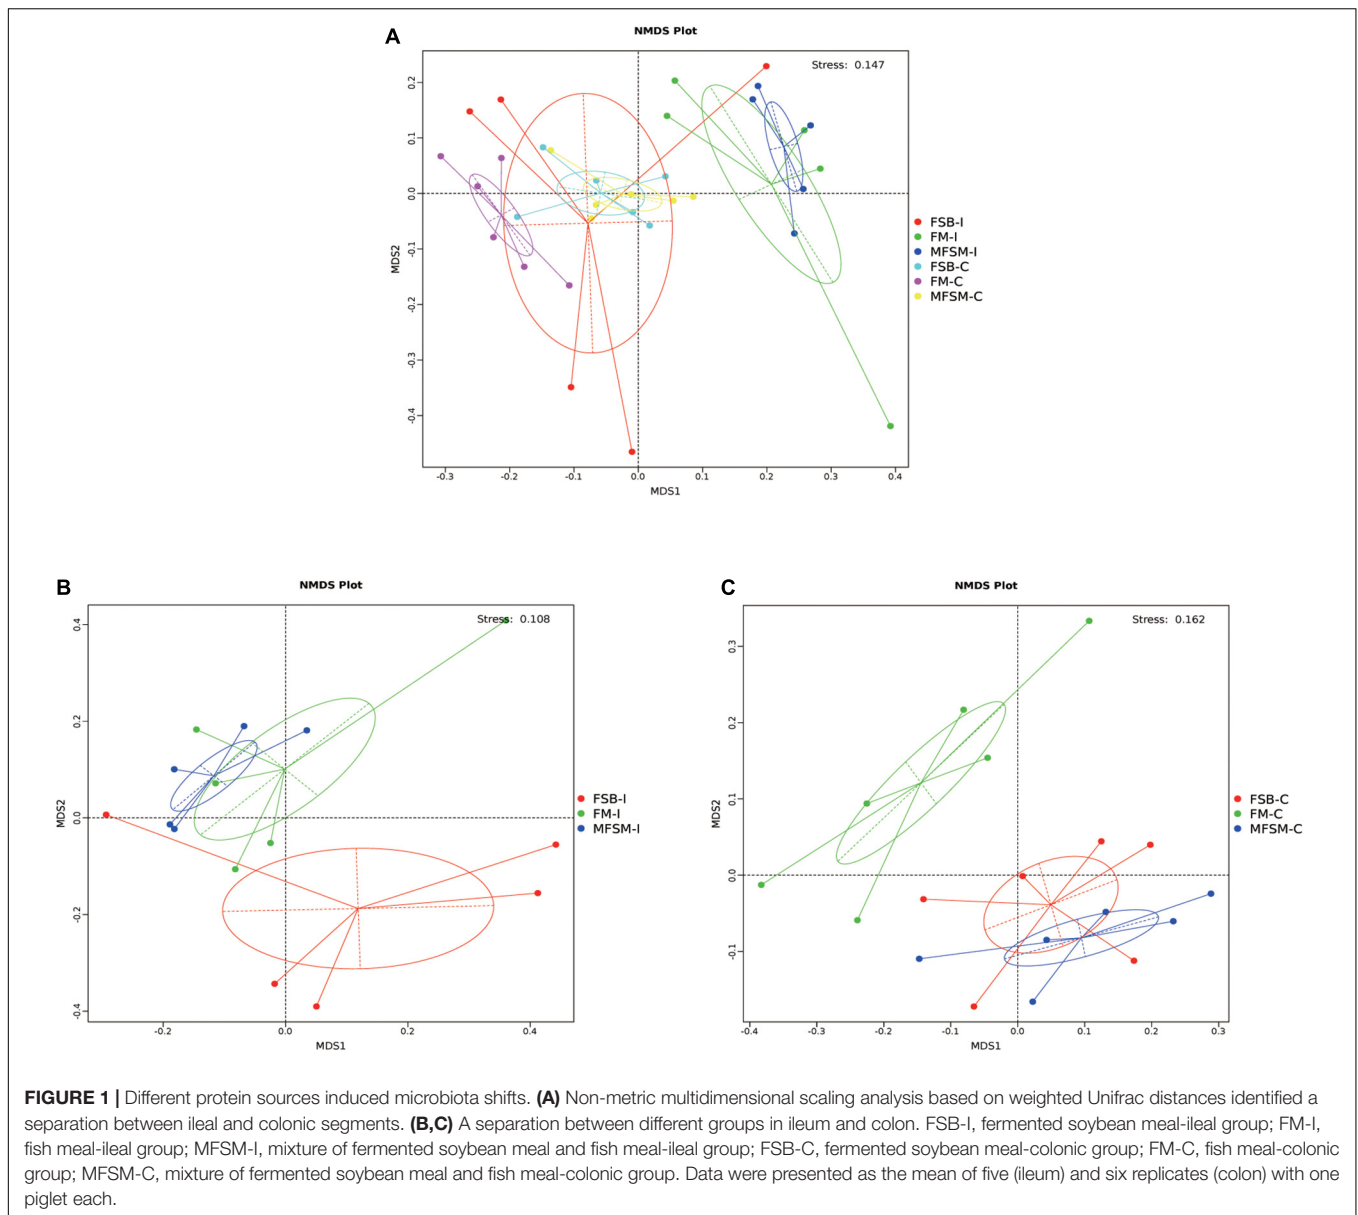 A
NMDS Plot
Stress: 0.147
0.2
0.1
0.0
-0.1
-0.2
-0.3
-0.4
MDS2
-0.3 -0.2 -0.1 0.0 0.1 0.2 0.3 0.4
MDS1
FSB-I
FM-I
MFSM-I
FSB-C
FM-C
MFSM-C
B
NMDS Plot
Stress: 0.108
0.4
0.2
0.0
-0.2
-0.4
MDS2
-0.2 0.0 0.2 0.4
MDS1
FSB-I
FM-I
MFSM-I
C
NMDS Plot
Stress: 0.162
0.3
0.2
0.1
0.0
-0.1
MDS2
-0.4 -0.3 -0.2 -0.1 0.0 0.1 0.2 0.3
MDS1
FSB-C
FM-C
MFSM-C
FIGURE 1 | Different protein sources induced microbiota shifts. (A) Non-metric multidimensional scaling analysis based on weighted Unifrac distances identified a
separation between ileal and colonic segments. (B,C) A separation between different groups in ileum and colon. FSB-I, fermented soybean meal-ileal group; FM-I,
fish meal-ileal group; MFSM-I, mixture of fermented soybean meal and fish meal-ileal group; FSB-C, fermented soybean meal-colonic group; FM-C, fish meal-colonic
group; MFSM-C, mixture of fermented soybean meal and fish meal-colonic group. Data were presented as the mean of five (ileum) and six replicates (colon) with one
piglet each.